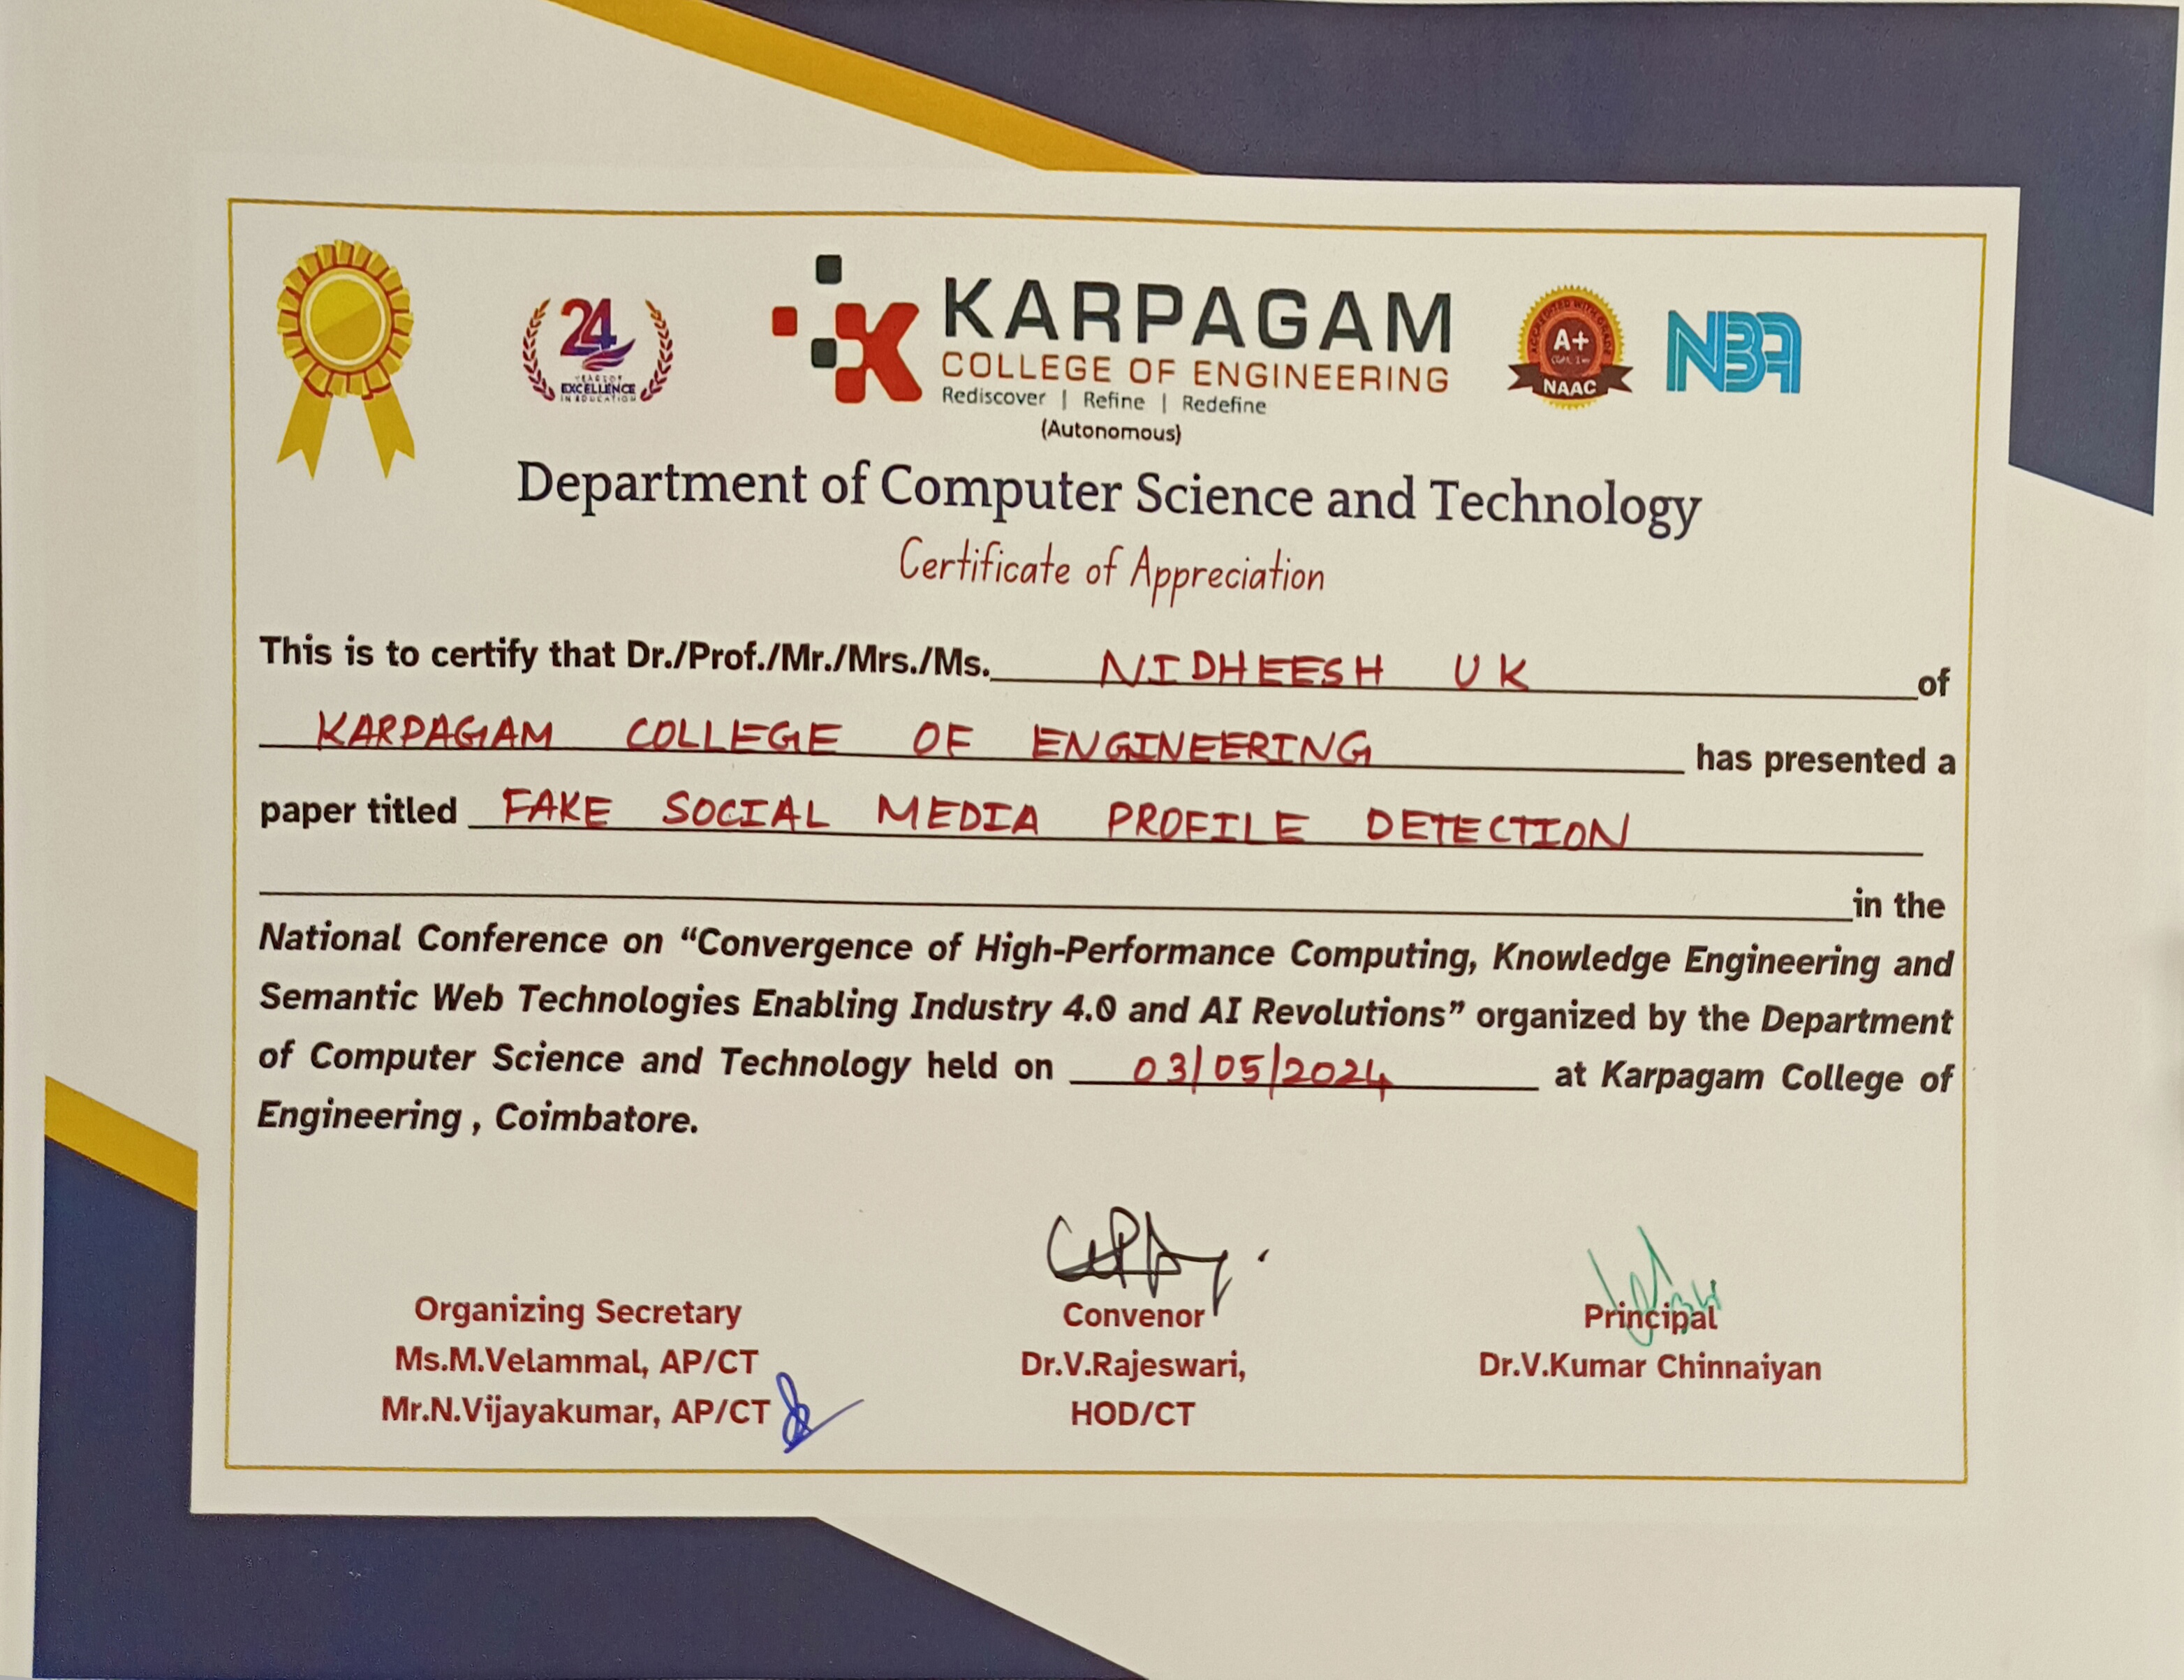 24
YEARS OF
EXCELLENCE
IN EDUCATION
KARPAGAM
COLLEGE OF ENGINEERING
Rediscover | Refine | Redefine
(Autonomous)
A+
NAAC
NBA
Department of Computer Science and Technology
Certificate of Appreciation
This is to certify that Dr./Prof./Mr./Mrs./Ms. NIDHEESH UK of
KARPAGAM COLLEGE OF ENGINEERING has presented a
paper titled FAKE SOCIAL MEDIA PROFILE DETECTION
in the
National Conference on “Convergence of High-Performance Computing, Knowledge Engineering and
Semantic Web Technologies Enabling Industry 4.0 and AI Revolutions” organized by the Department
of Computer Science and Technology held on 03/05/2024 at Karpagam College of
Engineering , Coimbatore.
Organizing Secretary
Ms.M.Velammal, AP/CT
Mr.N.Vijayakumar, AP/CT
Convenor
Dr.V.Rajeswari,
HOD/CT
Principal
Dr.V.Kumar Chinnaiyan